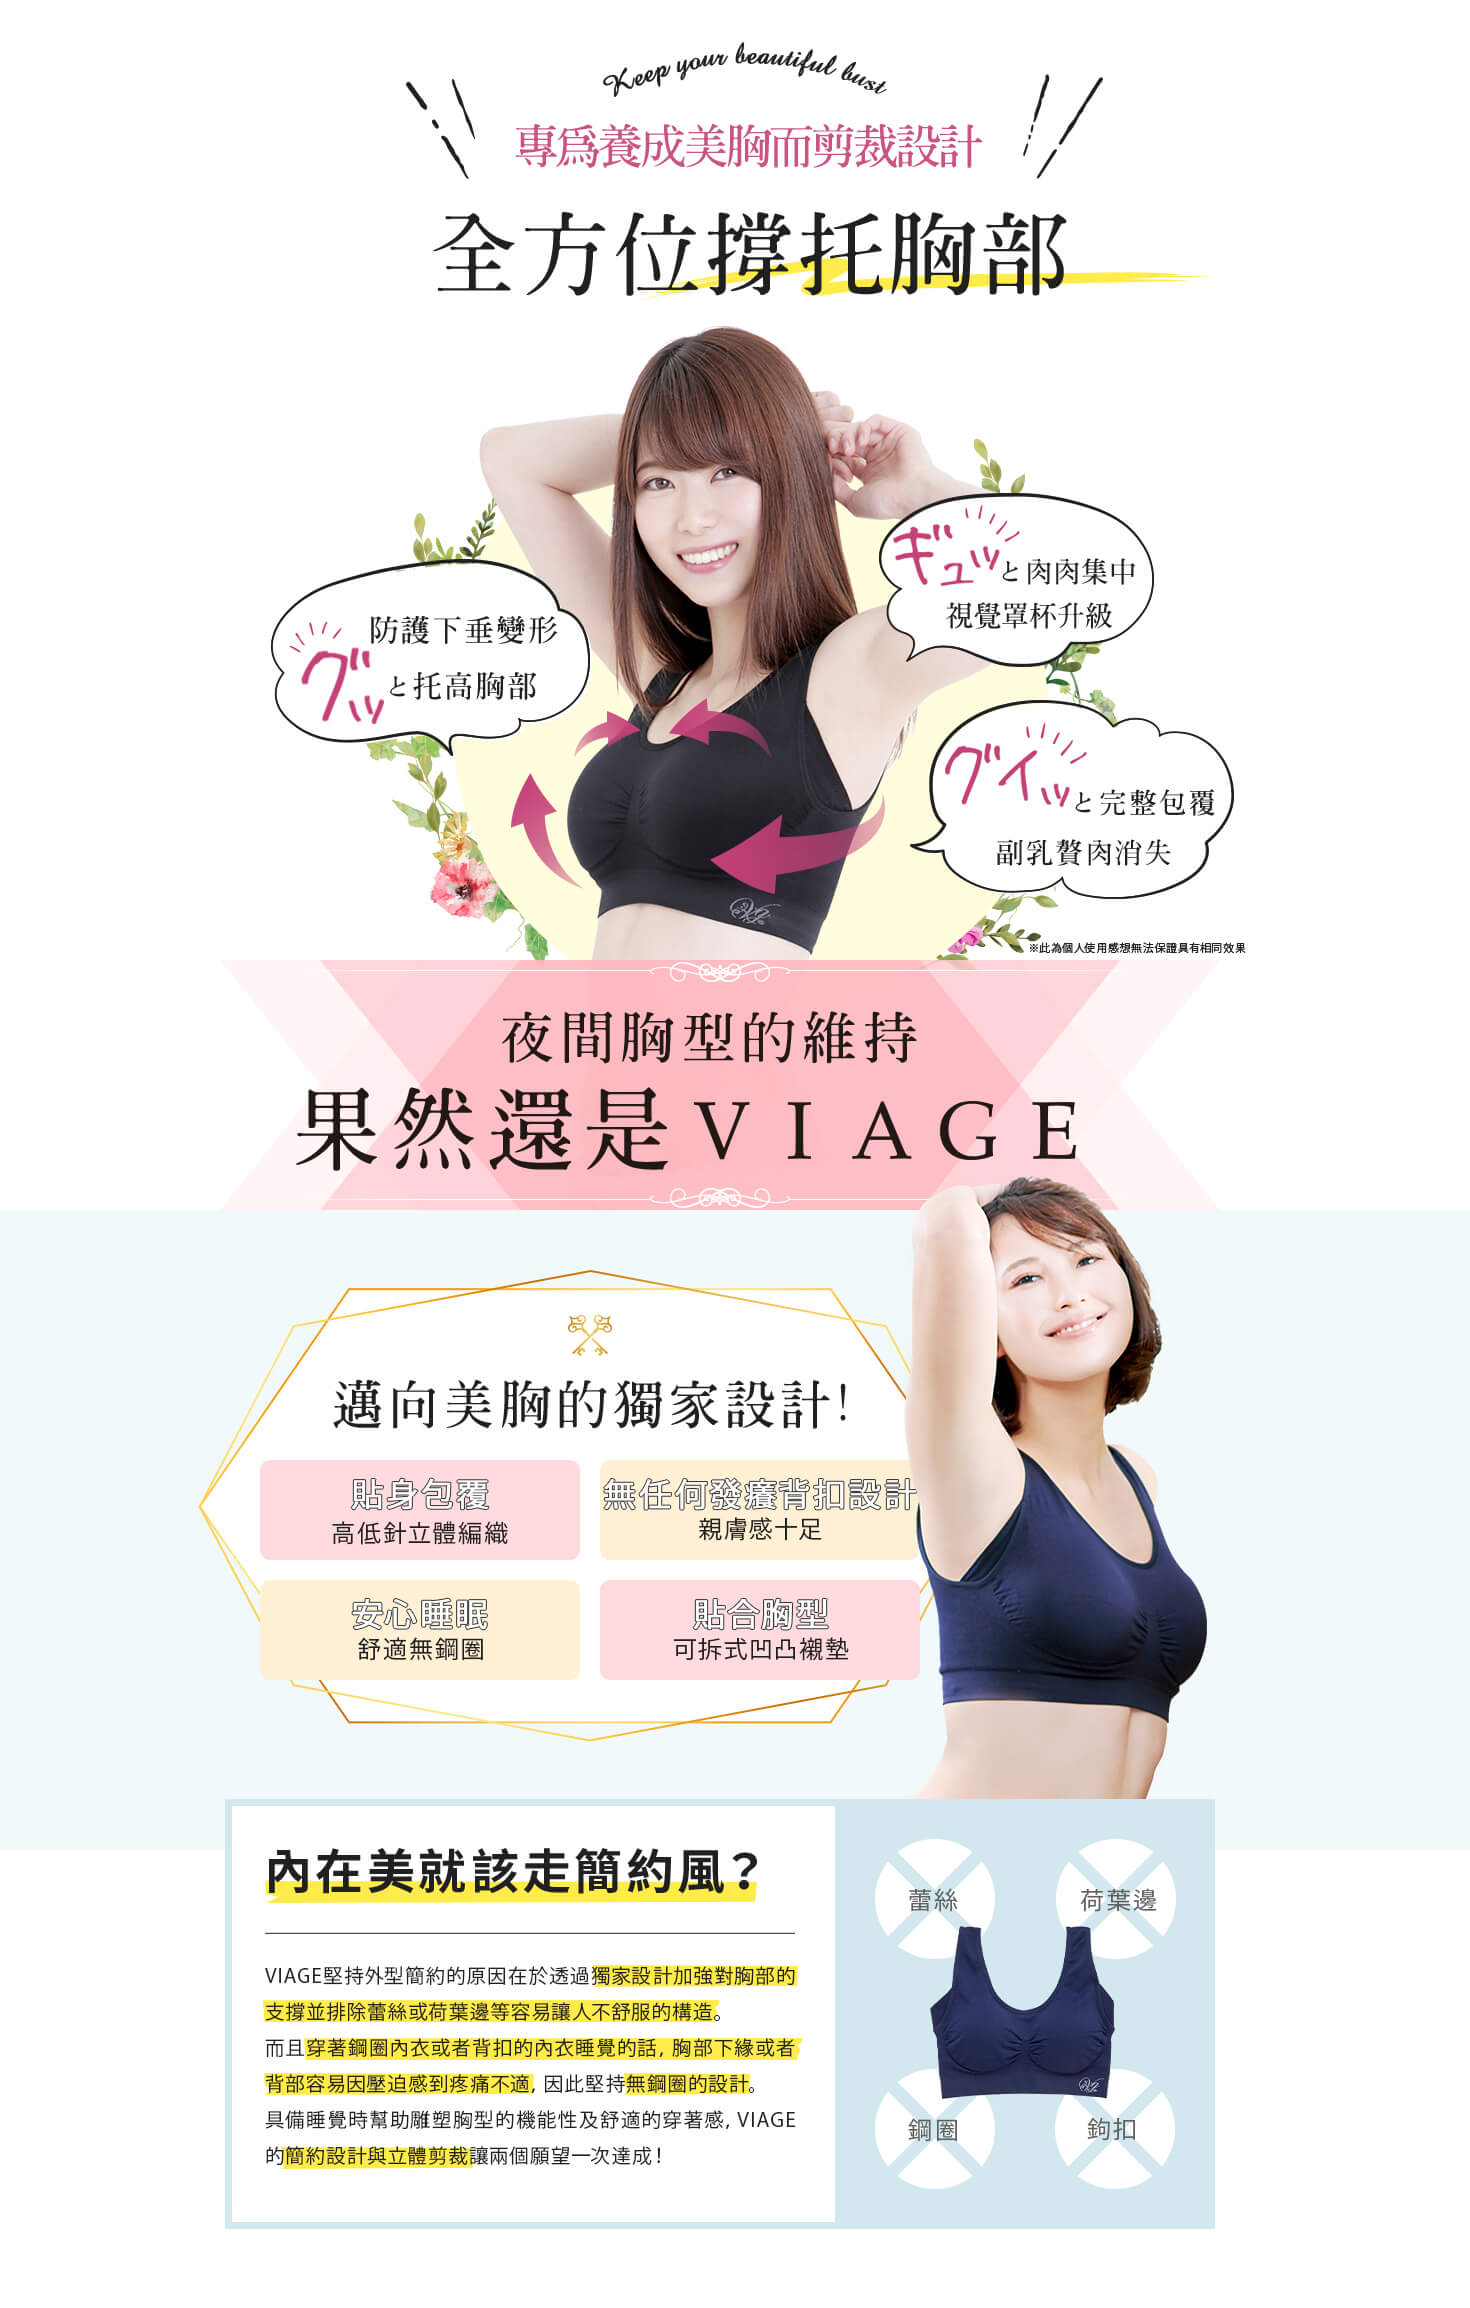 Keep your beautiful bust
專為養成美胸而剪裁設計
全方位撐托胸部
ギュッと肉肉集中
視覺罩杯升級
防護下垂變形
グッと托高胸部
グイッと完整包覆
副乳贅肉消失
※此為個人使用感想無法保證具有相同效果
夜間胸型的維持
果然還是VIAGE
邁向美胸的獨家設計!
貼身包覆
高低針立體編織
無任何發癢背扣設計
親膚感十足
安心睡眠
舒適無鋼圈
貼合胸型
可拆式凹凸襯墊
內在美就該走簡約風？
VIAGE堅持外型簡約的原因在於透過獨家設計加強對胸部的
支撐並排除蕾絲或荷葉邊等容易讓人不舒服的構造。
而且穿著鋼圈內衣或者背扣的內衣睡覺的話, 胸部下緣或者
背部容易因壓迫感到疼痛不適, 因此堅持無鋼圈的設計。
具備睡覺時幫助雕塑胸型的機能性及舒適的穿著感, VIAGE
的簡約設計與立體剪裁讓兩個願望一次達成!
蕾絲
荷葉邊
鋼圈
鉤扣